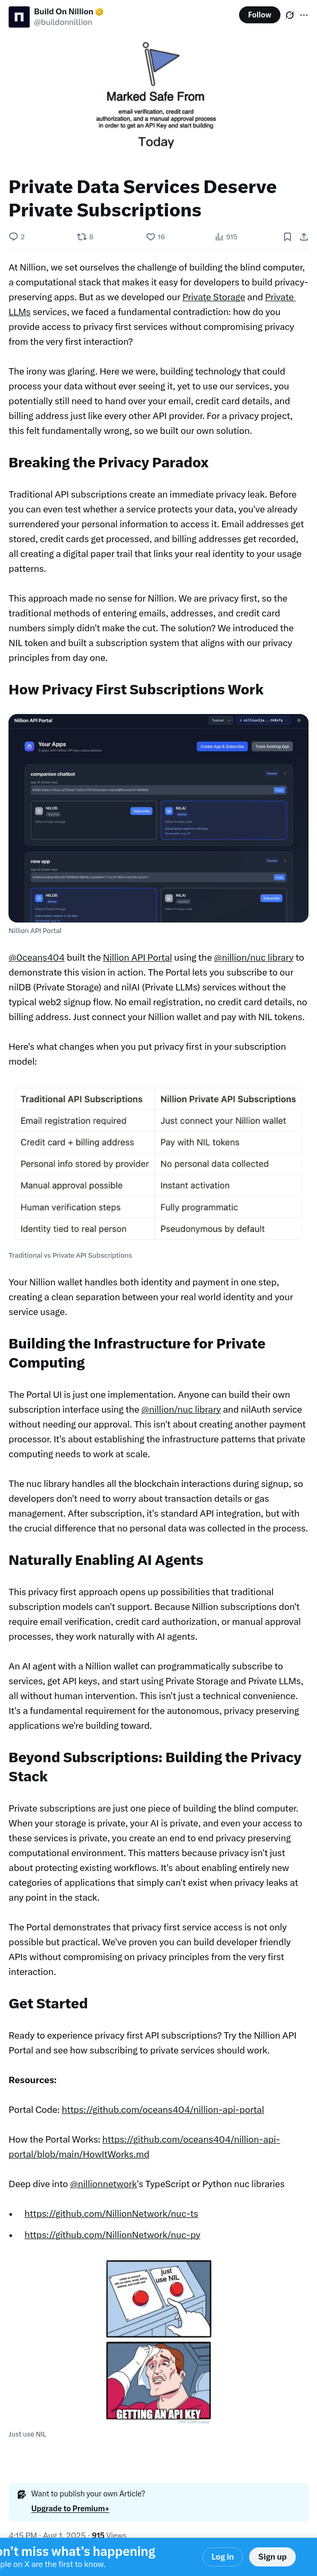 Build On Nillion
@buildonnillion
Follow
Marked Safe From
email verification, credit card
authorization, and a manual approval process
in order to get an API Key and start building
Today
Private Data Services Deserve
Private Subscriptions
2
8
16
915
At Nillion, we set ourselves the challenge of building the blind computer,
a computational stack that makes it easy for developers to build privacy-
preserving apps. But as we developed our Private Storage and Private
LLMs services, we faced a fundamental contradiction: how do you
provide access to privacy first services without compromising privacy
from the very first interaction?
The irony was glaring. Here we were, building technology that could
process your data without ever seeing it, yet to use our services, you
potentially still need to hand over your email, credit card details, and
billing address just like every other API provider. For a privacy project,
this felt fundamentally wrong, so we built our own solution.
Breaking the Privacy Paradox
Traditional API subscriptions create an immediate privacy leak. Before
you can even test whether a service protects your data, you've already
surrendered your personal information to access it. Email addresses get
stored, credit cards get processed, and billing addresses get recorded,
all creating a digital paper trail that links your real identity to your usage
patterns.
This approach made no sense for Nillion. We are privacy first, so the
traditional methods of entering emails, addresses, and credit card
numbers simply didn't make the cut. The solution? We introduced the
NIL token and built a subscription system that aligns with our privacy
principles from day one.
How Privacy First Subscriptions Work
Nillion API Portal
Testnet
Your Apps
Create App & Subscribe
Track Existing App
companion chatbot
Testnet
Copy
NILDB
Inactive
Subscribe
Nillion Private Storage
NILAI
Active
Testnet
Nillion Private LLMs
new app
Testnet
Copy
NILDB
Active
Testnet
Nillion Private Storage
NILAI
Inactive
Subscribe
Nillion Private LLMs
Nillion API Portal
@0ceans404 built the Nillion API Portal using the @nillion/nuc library to
demonstrate this vision in action. The Portal lets you subscribe to our
nilDB (Private Storage) and nilAI (Private LLMs) services without the
typical web2 signup flow. No email registration, no credit card details, no
billing address. Just connect your Nillion wallet and pay with NIL tokens.
Here's what changes when you put privacy first in your subscription
model:
Traditional API Subscriptions Nillion Private API Subscriptions
Email registration required Just connect your Nillion wallet
Credit card + billing address Pay with NIL tokens
Personal info stored by provider No personal data collected
Manual approval possible Instant activation
Human verification steps Fully programmatic
Identity tied to real person Pseudonymous by default
Traditional vs Private API Subscriptions
Your Nillion wallet handles both identity and payment in one step,
creating a clean separation between your real world identity and your
service usage.
Building the Infrastructure for Private
Computing
The Portal UI is just one implementation. Anyone can build their own
subscription interface using the @nillion/nuc library and nilAuth service
without needing our approval. This isn't about creating another payment
processor. It's about establishing the infrastructure patterns that private
computing needs to work at scale.
The nuc library handles all the blockchain interactions during signup, so
developers don't need to worry about transaction details or gas
management. After subscription, it's standard API integration, but with
the crucial difference that no personal data was collected in the process.
Naturally Enabling AI Agents
This privacy first approach opens up possibilities that traditional
subscription models can't support. Because Nillion subscriptions don't
require email verification, credit card authorization, or manual approval
processes, they work naturally with AI agents.
An AI agent with a Nillion wallet can programmatically subscribe to
services, get API keys, and start using Private Storage and Private LLMs,
all without human intervention. This isn't just a technical convenience.
It's a fundamental requirement for the autonomous, privacy preserving
applications we're building toward.
Beyond Subscriptions: Building the Privacy
Stack
Private subscriptions are just one piece of building the blind computer.
When your storage is private, your AI is private, and even your access to
these services is private, you create an end to end privacy preserving
computational environment. This matters because privacy isn't just
about protecting existing workflows. It's about enabling entirely new
categories of applications that simply can't exist when privacy leaks at
any point in the stack.
The Portal demonstrates that privacy first service access is not only
possible but practical. We've proven you can build developer friendly
APIs without compromising on privacy principles from the very first
interaction.
Get Started
Ready to experience privacy first API subscriptions? Try the Nillion API
Portal and see how subscribing to private services should work.
Resources:
Portal Code: https://github.com/oceans404/nillion-api-portal
How the Portal Works: https://github.com/oceans404/nillion-api-
portal/blob/main/HowItWorks.md
Deep dive into @nillionnetwork's TypeScript or Python nuc libraries
• https://github.com/NillionNetwork/nuc-ts
• https://github.com/NillionNetwork/nuc-py
just
use NIL
GETTING AN API KEY
Just use NIL
Want to publish your own Article?
Upgrade to Premium+
4:15 PM · Aug 1, 2025 · 915 Views
on't miss what's happening
ple on X are the first to know.
Log in
Sign up